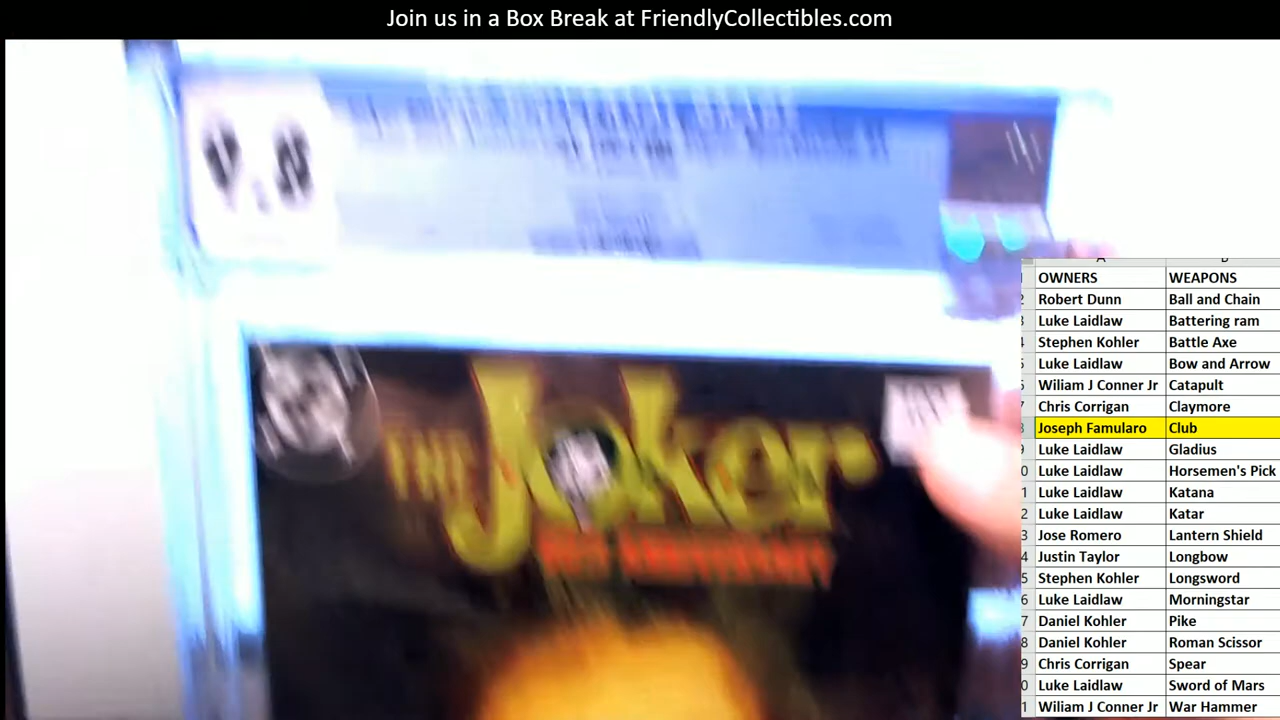 Join us in a Box Break at FriendlyCollectibles.com
9.8
The
Joker
OWNERS WEAPONS
Robert Dunn Ball and Chain
Luke Laidlaw Battering ram
Stephen Kohler Battle Axe
Luke Laidlaw Bow and Arrow
Wiliam J Conner Jr Catapult
Chris Corrigan Claymore
Joseph Famularo Club
Luke Laidlaw Gladius
Luke Laidlaw Horsemen's Pick
Luke Laidlaw Katana
Luke Laidlaw Katar
Jose Romero Lantern Shield
Justin Taylor Longbow
Stephen Kohler Longsword
Luke Laidlaw Morningstar
Daniel Kohler Pike
Daniel Kohler Roman Scissor
Chris Corrigan Spear
Luke Laidlaw Sword of Mars
Wiliam J Conner Jr War Hammer